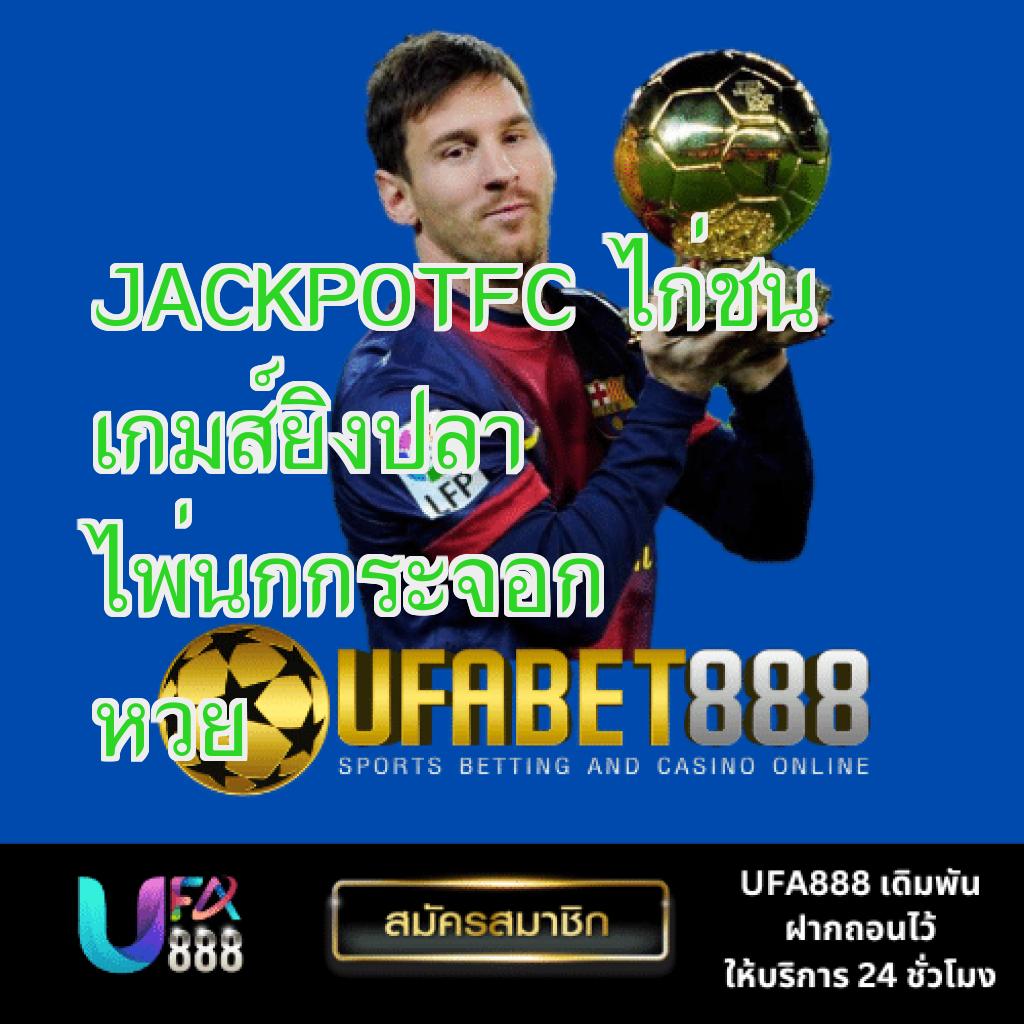 JACKPOTFC ไก่ชน
เกมส์ยิงปลา
LFP
ไพ่นกกระจอก
หวย
UFABET888
SPORTS BETTING AND CASINO ONLINE
UFA
888
สมัครสมาชิก
UFA888 เดิมพัน
ฝากถอนไว้
ให้บริการ 24 ชั่วโมง